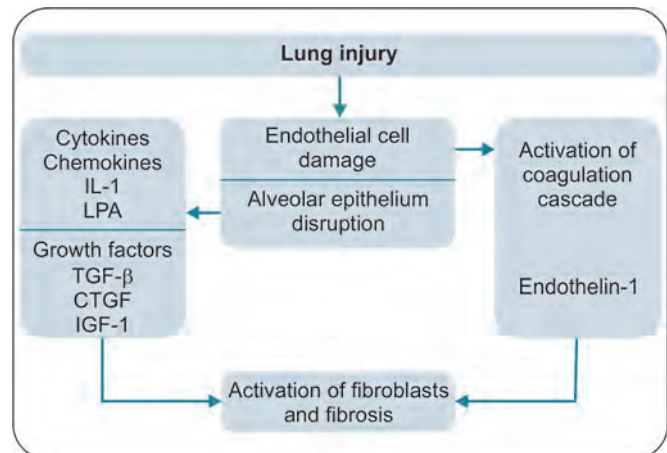 Lung injury
Cytokines
Chemokines
IL-1
LPA
Growth factors
TGF-β
CTGF
IGF-1
Endothelial cell
damage
Alveolar epithelium
disruption
Activation of
coagulation
cascade
Endothelin-1
Activation of fibroblasts
and fibrosis